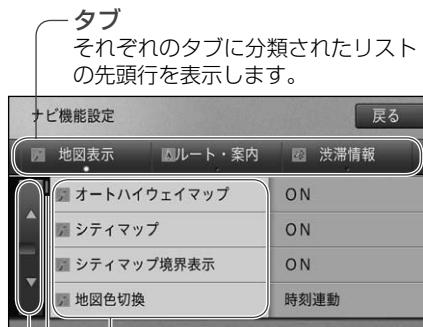 タブ
それぞれのタブに分類されたリスト
の先頭行を表示します。
ナビ機能設定 戻る
地図表示 ルート・案内 渋滞情報
オートハイウェイマップ ON
シティマップ ON
シティマップ境界表示 ON
地図色切換 時刻連動